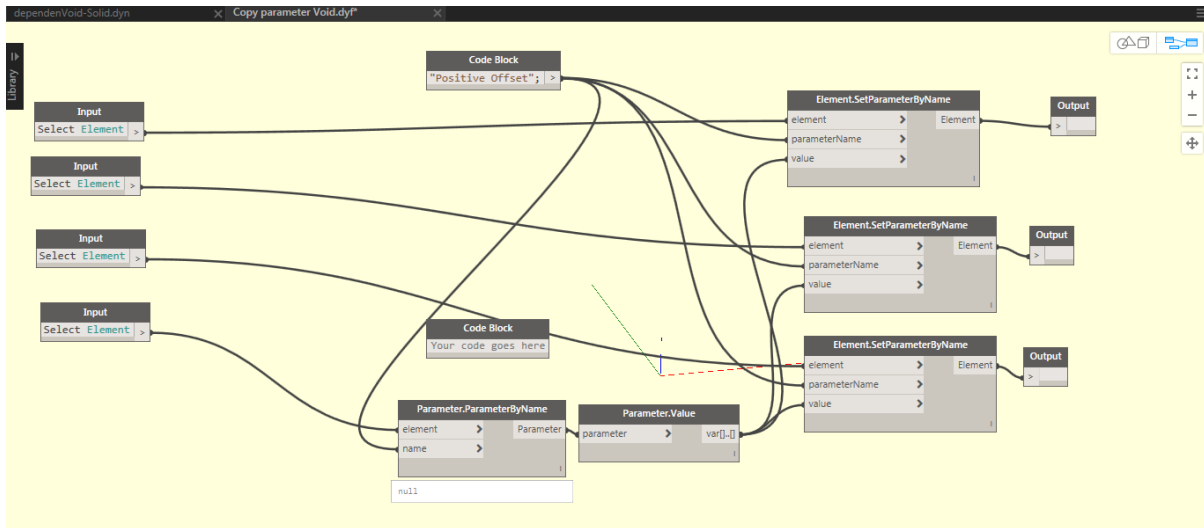 dependenVoid-Solid.dyn
Copy parameter Void.dyf*
Library
Code Block
"Positive Offset"; >
Input
Select Element >
Input
Select Element >
Input
Select Element >
Input
Select Element >
Code Block
Your code goes here
Parameter.ParameterByName
element > Parameter
name >
null
Parameter.Value
parameter > var[]..[]
Element.SetParameterByName
element > Element
parameterName >
value >
Output
>
Element.SetParameterByName
element > Element
parameterName >
value >
Output
>
Element.SetParameterByName
element > Element
parameterName >
value >
Output
>